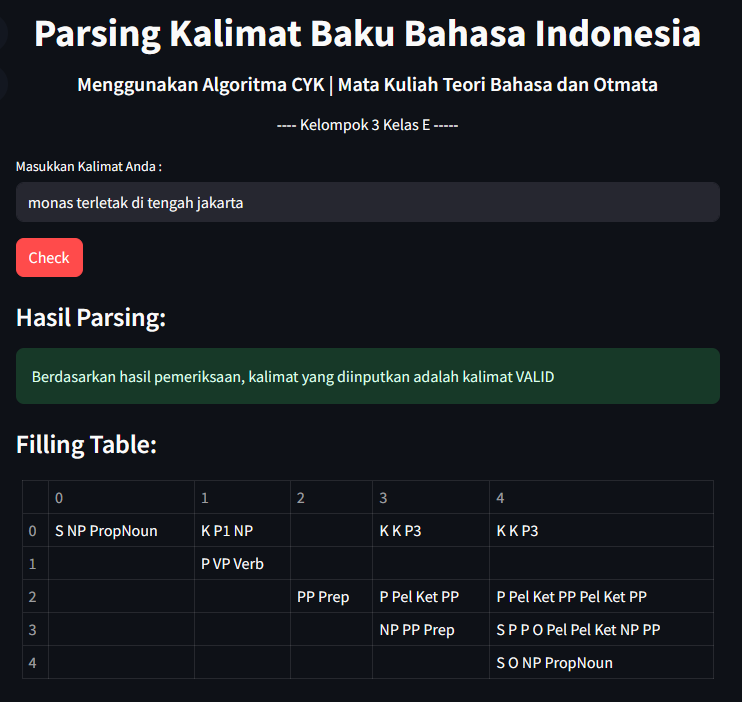 Parsing Kalimat Baku Bahasa Indonesia
Menggunakan Algoritma CYK | Mata Kuliah Teori Bahasa dan Otmata
---- Kelompok 3 Kelas E -----
Masukkan Kalimat Anda :
monas terletak di tengah jakarta
Check
Hasil Parsing:
Berdasarkan hasil pemeriksaan, kalimat yang diinputkan adalah kalimat VALID
Filling Table:
0 1 2 3 4
0 S NP PropNoun K P1 NP K K P3 K K P3
1 P VP Verb
2 PP Prep P Pel Ket PP P Pel Ket PP Pel Ket PP
3 NP PP Prep S P P O Pel Pel Ket NP PP
4 S O NP PropNoun